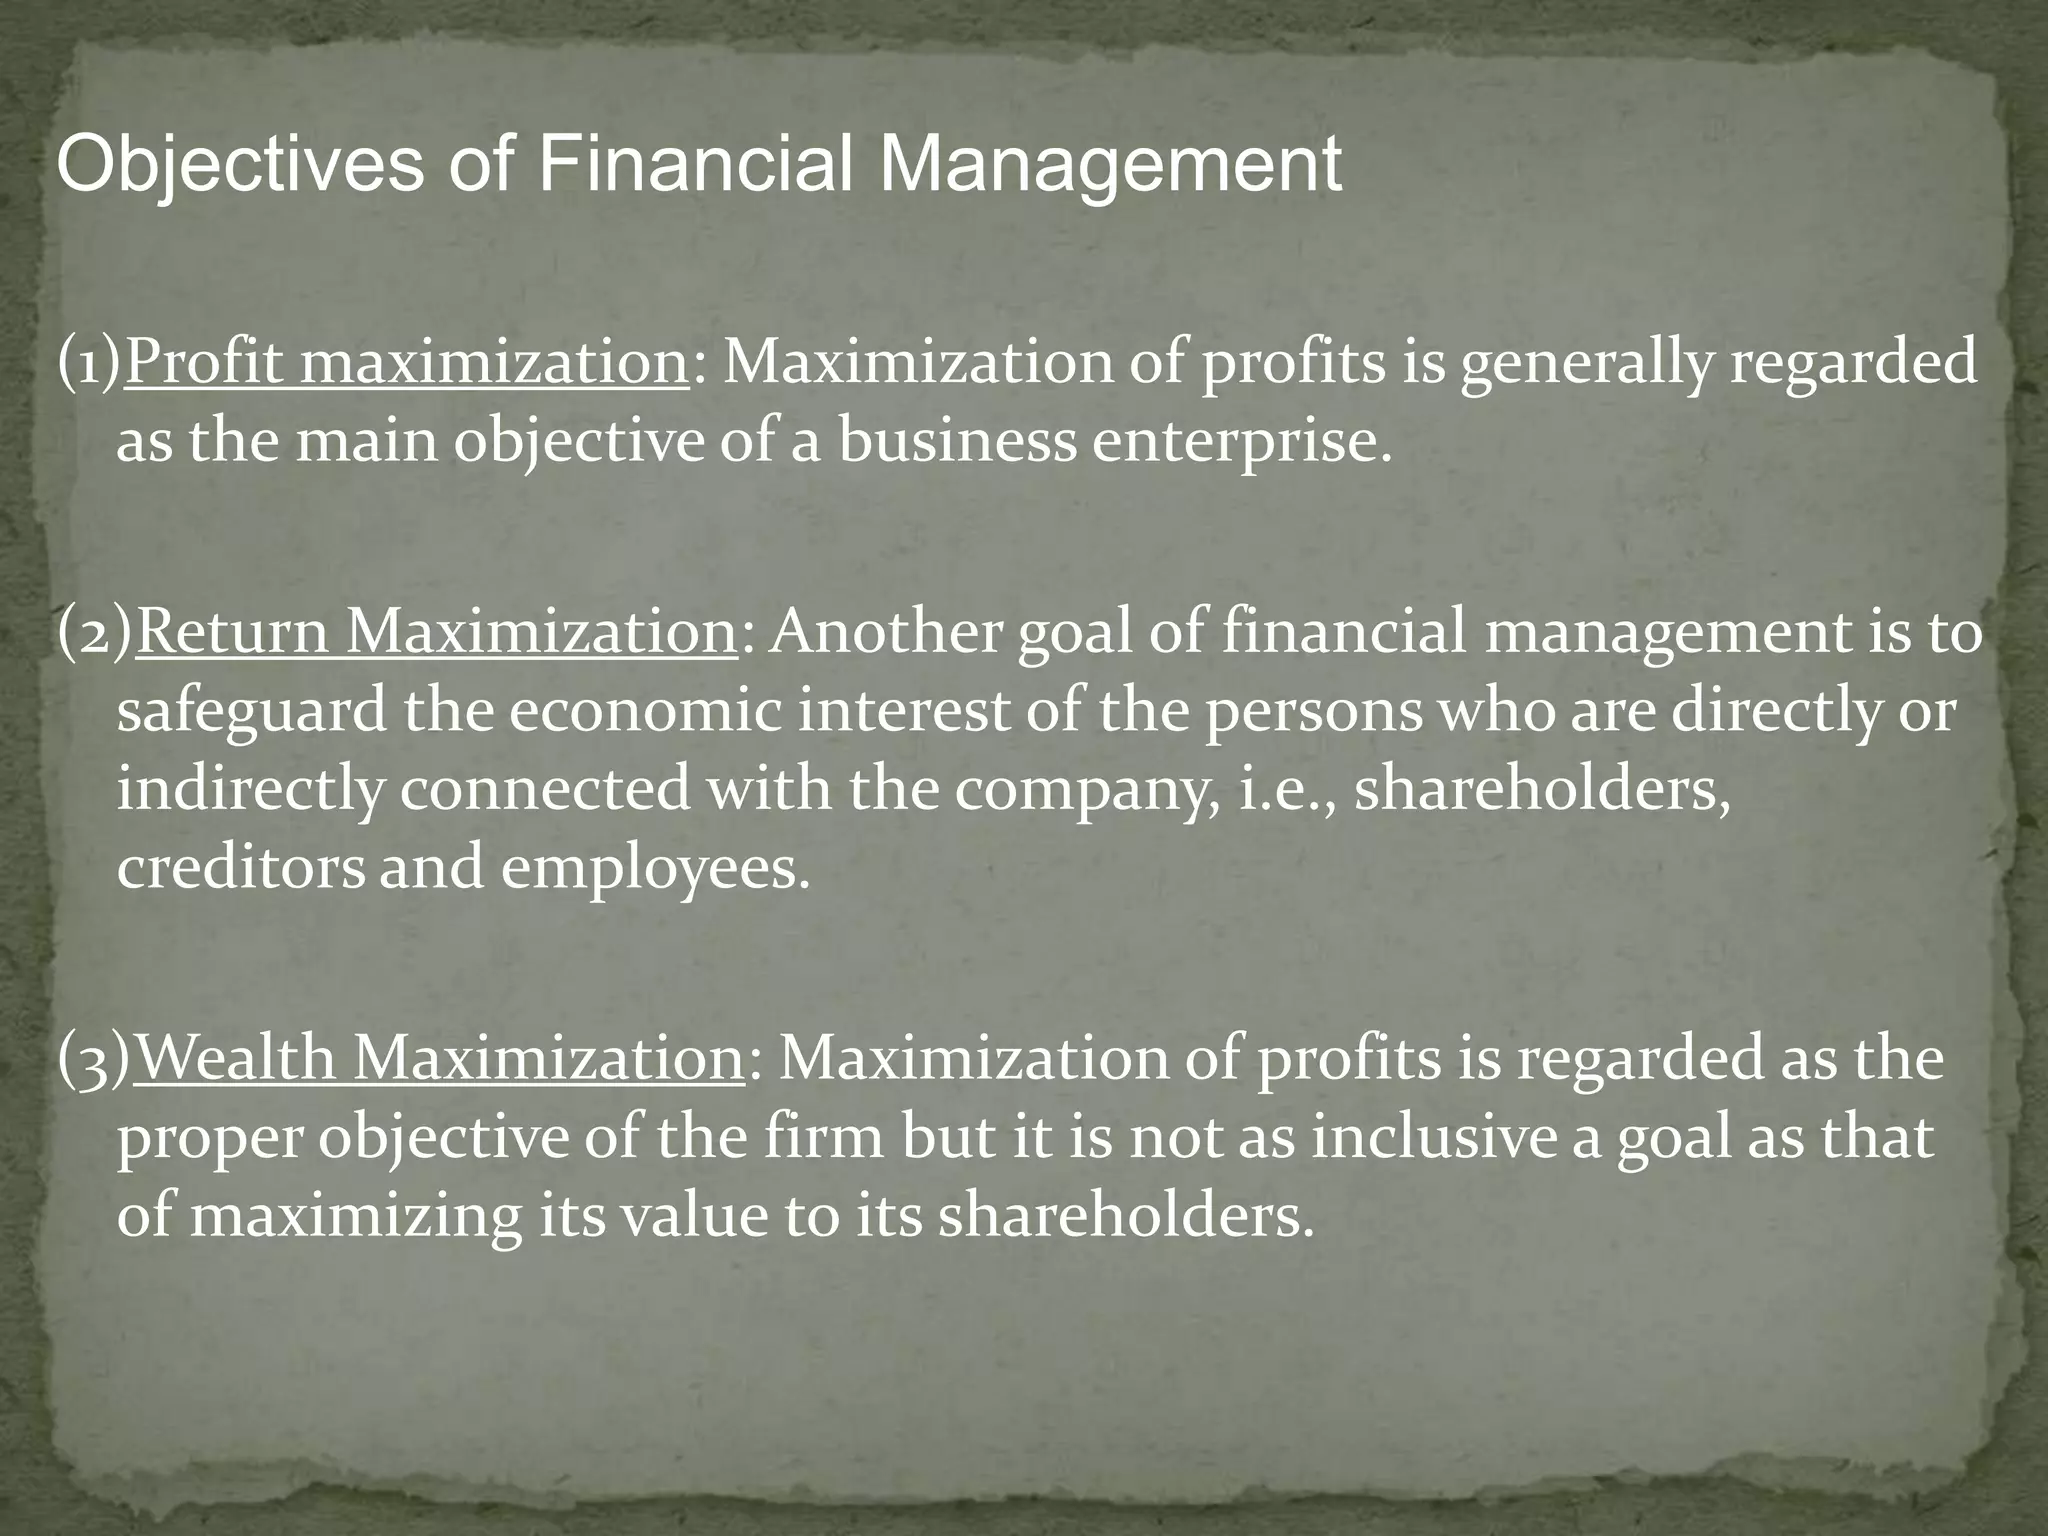 Objectives of Financial Management
(1)Profit maximization: Maximization of profits is generally regarded
as the main objective of a business enterprise.
(2)Return Maximization: Another goal of financial management is to
safeguard the economic interest of the persons who are directly or
indirectly connected with the company, i.e., shareholders,
creditors and employees.
(3)Wealth Maximization: Maximization of profits is regarded as the
proper objective of the firm but it is not as inclusive a goal as that
of maximizing its value to its shareholders.